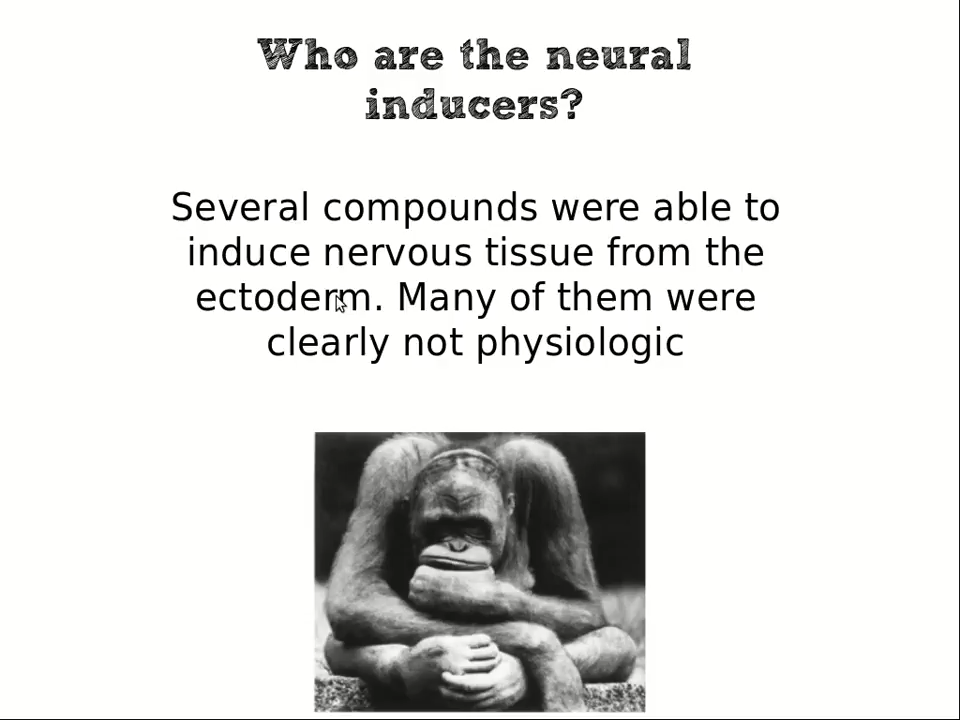 Who are the neural
inducers?
Several compounds were able to
induce nervous tissue from the
ectoderm. Many of them were
clearly not physiologic